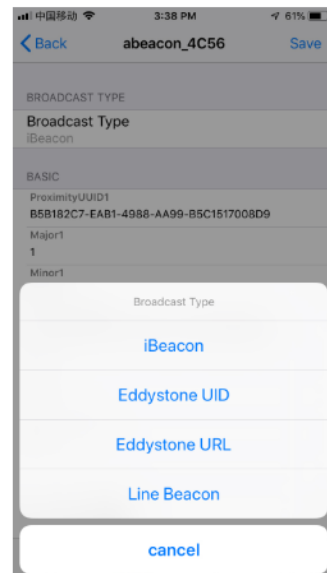 中国移动 3:38 PM 61%
Back abeacon_4C56 Save
BROADCAST TYPE
Broadcast Type
iBeacon
BASIC
ProximityUUID1
B5B182C7-EAB1-4988-AA99-B5C1517008D9
Major1
1
Minor1
Broadcast Type
iBeacon
Eddystone UID
Eddystone URL
Line Beacon
cancel